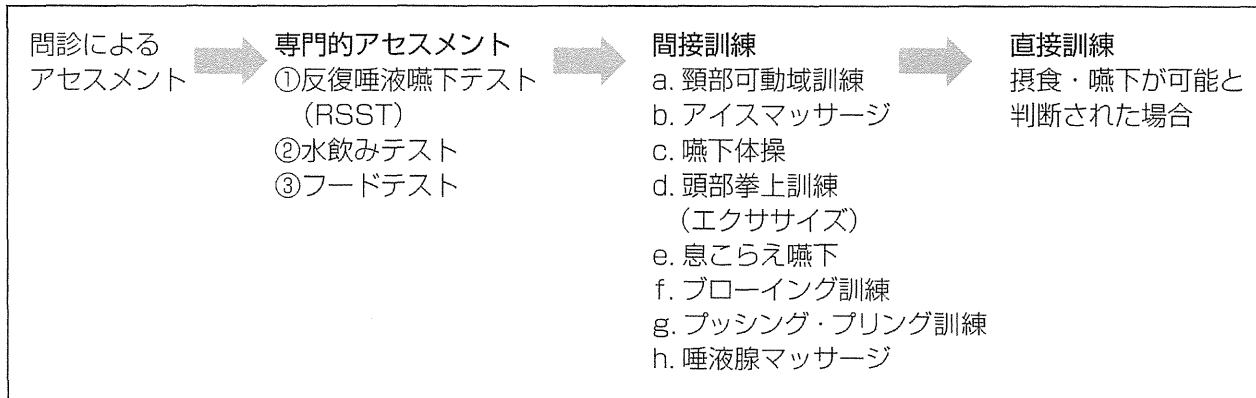 問診による
アセスメント
専門的アセスメント
①反復唾液嚥下テスト
（RSST）
②水飲みテスト
③フードテスト
間接訓練
a. 頸部可動域訓練
b. アイスマッサージ
c. 嚥下体操
d. 頭部拳上訓練
（エクササイズ）
e. 息こらえ嚥下
f. ブローイング訓練
g. プッシング・プリング訓練
h. 唾液腺マッサージ
直接訓練
摂食・嚥下が可能と
判断された場合